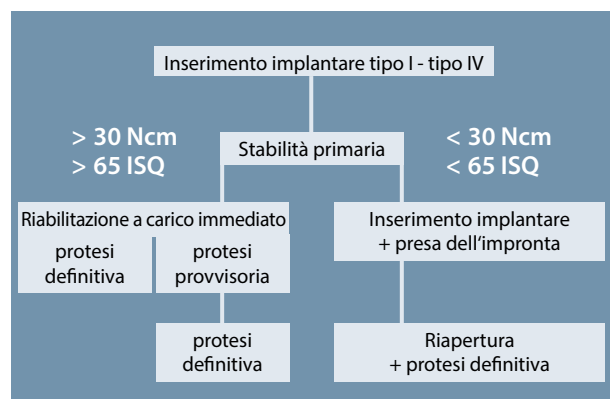 Inserimento implantare tipo I - tipo IV
> 30 Ncm
> 65 ISQ
Stabilità primaria
< 30 Ncm
< 65 ISQ
Riabilitazione a carico immediato
protesi
definitiva
protesi
provvisoria
Inserimento implantare
+ presa dell‘impronta
protesi
definitiva
Riapertura
+ protesi definitiva